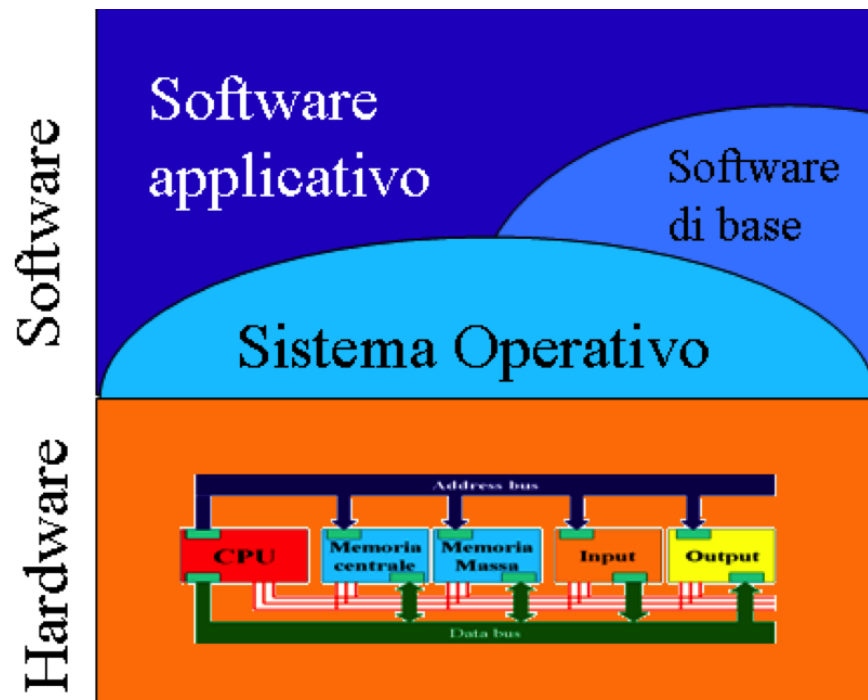 Software
Software
applicativo
Software
di base
Sistema Operativo
Hardware
Address bus
CPU
Memoria
centrale
Memoria
Massa
Input
Output
Data bus